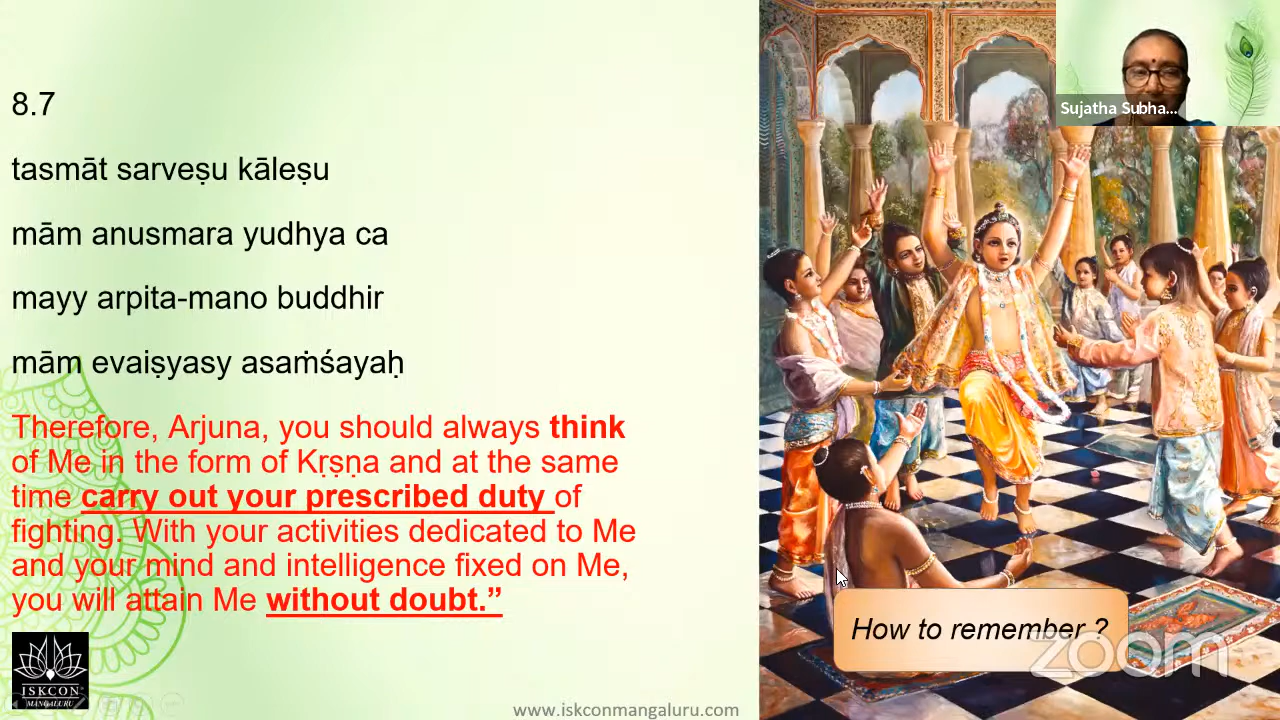 8.7
tasmāt sarveṣu kāleṣu
mām anusmara yudhya ca
mayy arpita-mano buddhir
mām evaiṣyasy asaṁśayaḥ
Therefore, Arjuna, you should always think
of Me in the form of Kṛṣṇa and at the same
time carry out your prescribed duty of
fighting. With your activities dedicated to Me
and your mind and intelligence fixed on Me,
you will attain Me without doubt.”
ISKCON
MANGALURU
www.iskconmangaluru.com
Sujatha Subha...
How to remember ?
zoom